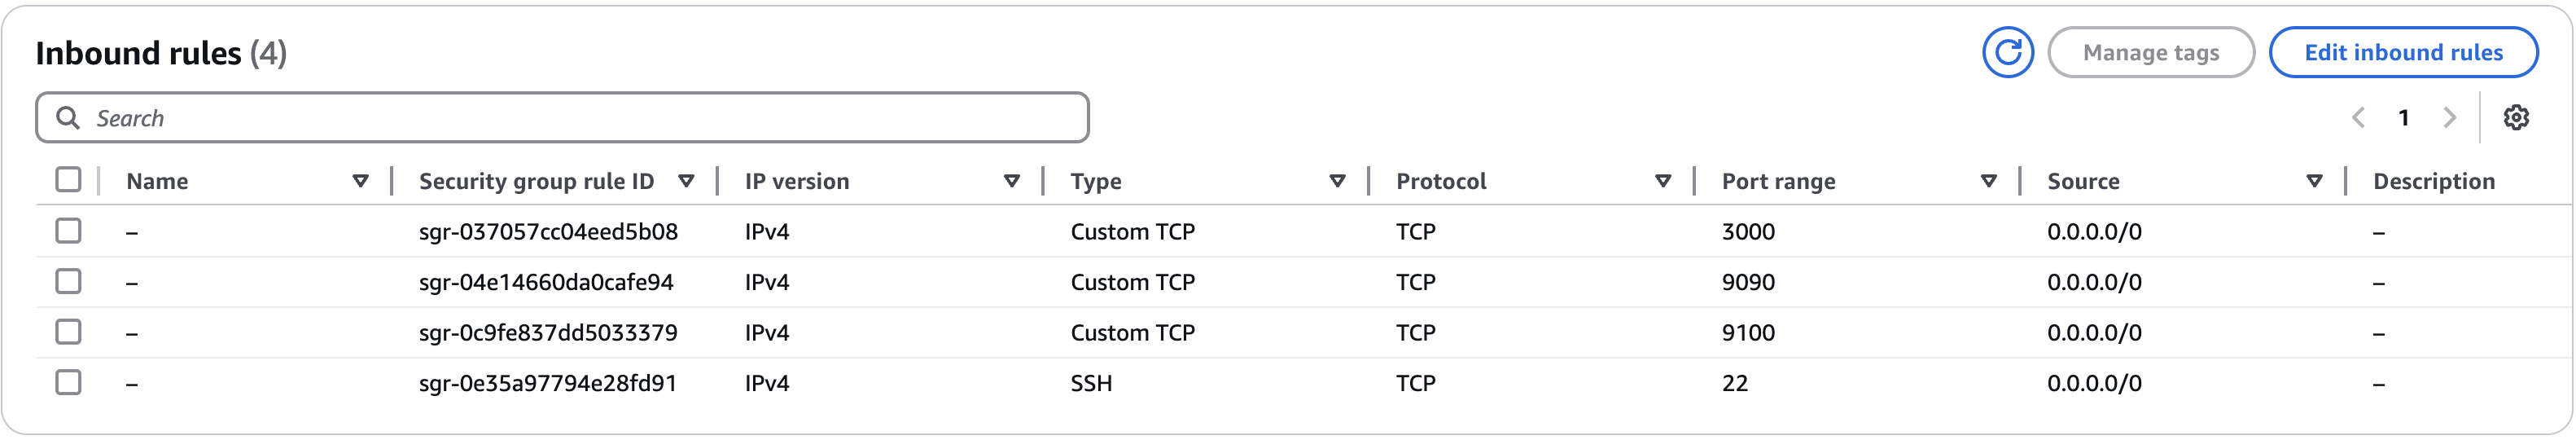 Inbound rules (4)
Manage tags
Edit inbound rules
Search
1
Name Security group rule ID IP version Type Protocol Port range Source Description
– sgr-037057cc04eed5b08 IPv4 Custom TCP TCP 3000 0.0.0.0/0 –
– sgr-04e14660da0cafe94 IPv4 Custom TCP TCP 9090 0.0.0.0/0 –
– sgr-0c9fe837dd5033379 IPv4 Custom TCP TCP 9100 0.0.0.0/0 –
– sgr-0e35a97794e28fd91 IPv4 SSH TCP 22 0.0.0.0/0 –